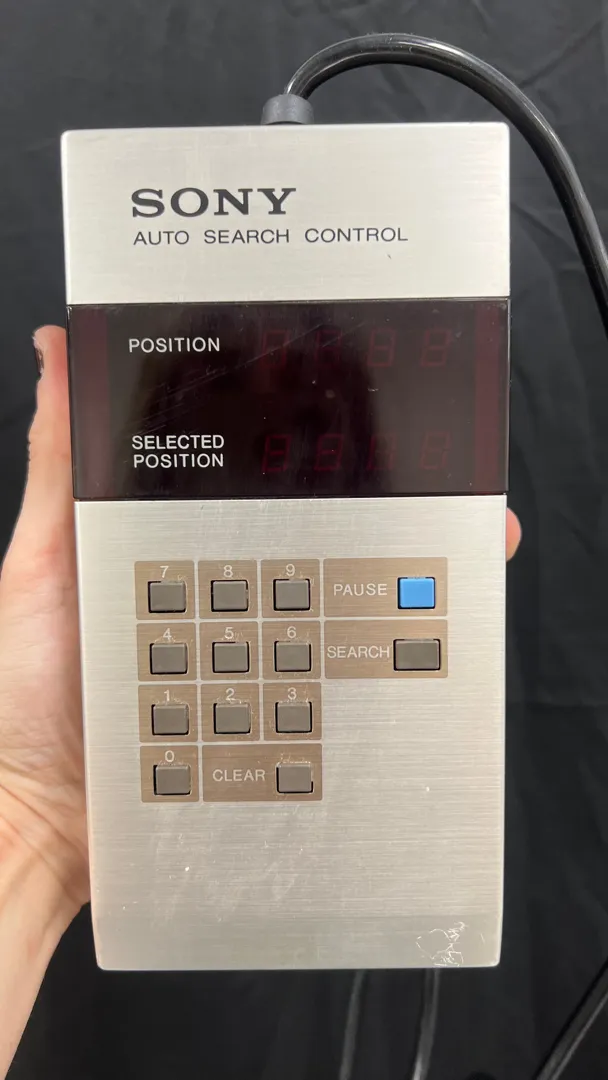 SONY
AUTO SEARCH CONTROL
POSITION
SELECTED
POSITION
7 8 9 PAUSE
4 5 6 SEARCH
1 2 3
0 CLEAR